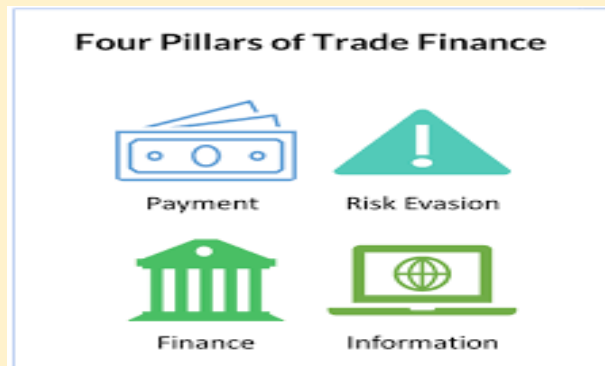 Four Pillars of Trade Finance
Payment
Risk Evasion
Finance
Information